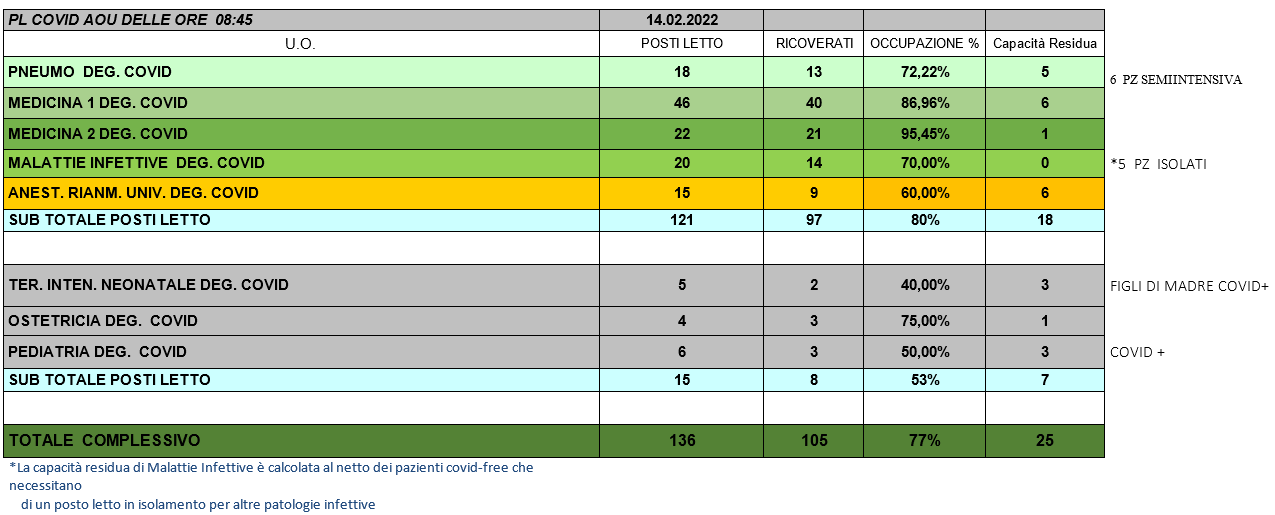 PL COVID AOU DELLE ORE 08:45 14.02.2022
U.O. POSTI LETTO RICOVERATI OCCUPAZIONE % Capacità Residua
PNEUMO DEG. COVID 18 13 72,22% 5
6 PZ SEMIINTENSIVA
MEDICINA 1 DEG. COVID 46 40 86,96% 6
MEDICINA 2 DEG. COVID 22 21 95,45% 1
MALATTIE INFETTIVE DEG. COVID 20 14 70,00% 0 *5 PZ ISOLATI
ANEST. RIANM. UNIV. DEG. COVID 15 9 60,00% 6
SUB TOTALE POSTI LETTO 121 97 80% 18
TER. INTEN. NEONATALE DEG. COVID 5 2 40,00% 3 FIGLI DI MADRE COVID+
OSTETRICIA DEG. COVID 4 3 75,00% 1
PEDIATRIA DEG. COVID 6 3 50,00% 3 COVID +
SUB TOTALE POSTI LETTO 15 8 53% 7
TOTALE COMPLESSIVO 136 105 77% 25
*La capacità residua di Malattie Infettive è calcolata al netto dei pazienti covid-free che
necessitano
di un posto letto in isolamento per altre patologie infettive